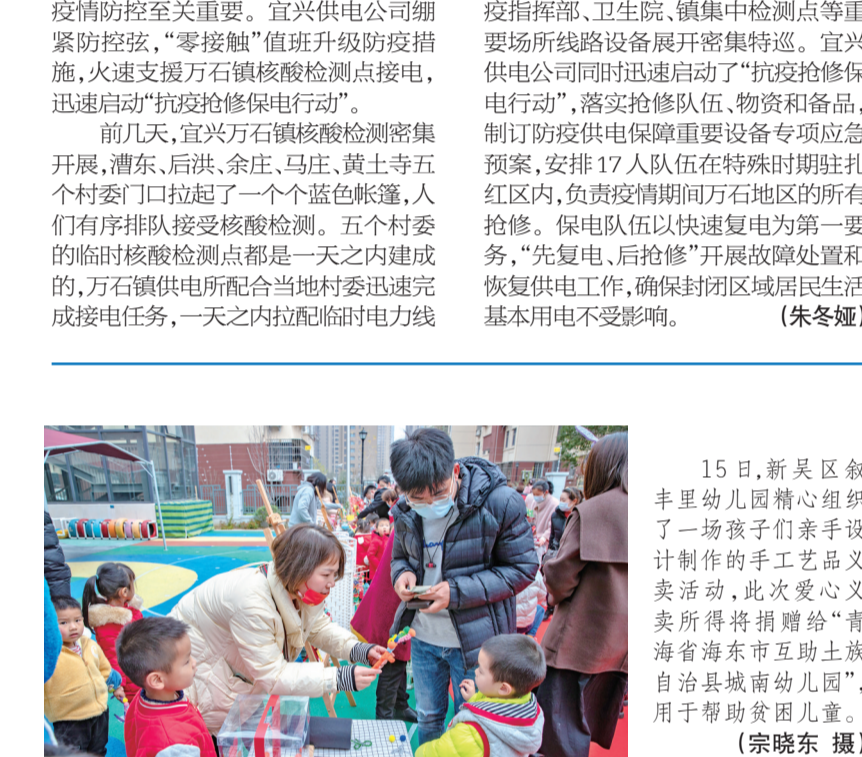 疫情防控至关重要。宜兴供电公司绷
紧防控弦，“零接触”值班升级防疫措
施，火速支援万石镇核酸检测点接电，
迅速启动“抗疫抢修保电行动”。
前几天，宜兴万石镇核酸检测密集
开展，漕东、后洪、余庄、马庄、黄土寺五
个村委门口拉起了一个个蓝色帐篷，人
们有序排队接受核酸检测。五个村委
的临时核酸检测点都是一天之内建成
的，万石镇供电所配合当地村委迅速完
成接电任务，一天之内拉配临时电力线
疫指挥部、卫生院、镇集中检测点等重
要场所线路设备展开密集特巡。宜兴
供电公司同时迅速启动了“抗疫抢修保
电行动”，落实抢修队伍、物资和备品，
制订防疫供电保障重要设备专项应急
预案，安排17人队伍在特殊时期驻扎
红区内，负责疫情期间万石地区的所有
抢修。保电队伍以快速复电为第一要
务，“先复电、后抢修”开展故障处置和
恢复供电工作，确保封闭区域居民生活
基本用电不受影响。 （朱冬娅）
15日，新吴区叙
丰里幼儿园精心组织
了一场孩子们亲手设
计制作的手工艺品义
卖活动，此次爱心义
卖所得将捐赠给“青
海省海东市互助土族
自治县城南幼儿园”，
用于帮助贫困儿童。
（宗晓东 摄）